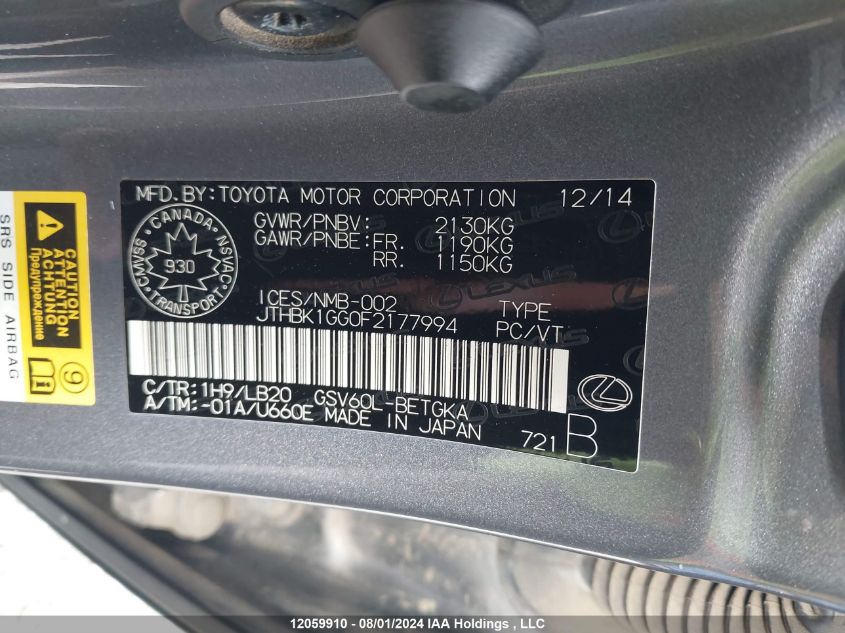 MFD.BY:TOYOTA MOTOR CORPORATION 12/14
GVWR/PNBV: 2130KG
GAWR/PNBE: FR. 1190KG
RR. 1150KG
CANADA
CMVSS 930 NSVAC
TRANSPORT
ICES/NMB-002
JTHBK1GG0F2177994
TYPE
PC/VT
C/TR: 1H9/LB20 GSV60L-BETGKA
A/TM:-01A/U660E MADE IN JAPAN
721 B
LEXUS
SRS SIDE AIRBAG
CAUTION
ATTENTION
ACHTUNG
Предупреждение
9
12059910 - 08/01/2024 IAA Holdings , LLC